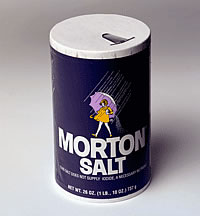 MORTON
SALT
THIS SALT DOES NOT SUPPLY IODIDE, A NECESSARY NUTRIENT
NET WT. 26 OZ. (1 LB., 10 OZ.) 737 g